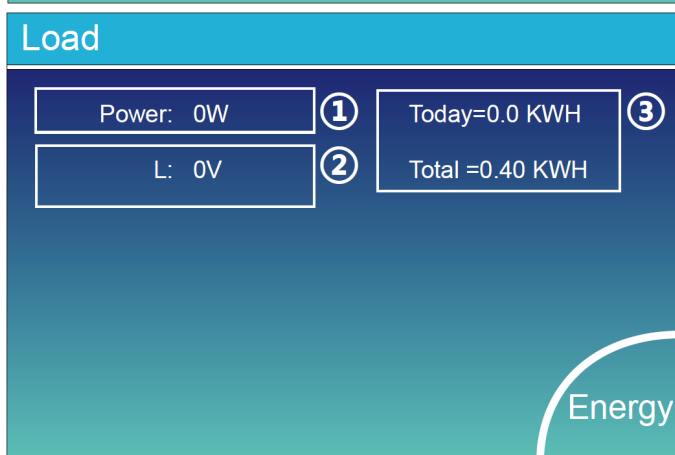 Load
Power: 0W
①
L: 0V
②
Today=0.0 KWH
③
Total =0.40 KWH
Energy